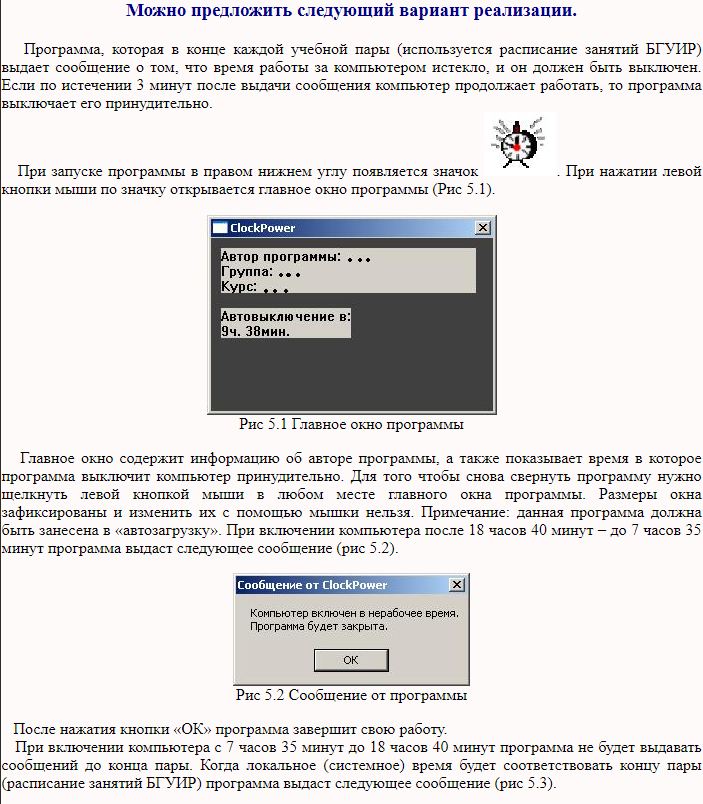 Можно предложить следующий вариант реализации.
Программа, которая в конце каждой учебной пары (используется расписание занятий БГУИР)
выдает сообщение о том, что время работы за компьютером истекло, и он должен быть выключен.
Если по истечении 3 минут после выдачи сообщения компьютер продолжает работать, то программа
выключает его принудительно.
При запуске программы в правом нижнем углу появляется значок . При нажатии левой
кнопки мыши по значку открывается главное окно программы (Рис 5.1).
ClockPower
Автор программы: ...
Группа: ...
Курс: ...
Автовыключение в:
9ч. 38мин.
Рис 5.1 Главное окно программы
Главное окно содержит информацию об авторе программы, а также показывает время в которое
программа выключит компьютер принудительно. Для того чтобы снова свернуть программу нужно
щелкнуть левой кнопкой мыши в любом месте главного окна программы. Размеры окна
зафиксированы и изменить их с помощью мышки нельзя. Примечание: данная программа должна
быть занесена в «автозагрузку». При включении компьютера после 18 часов 40 минут – до 7 часов 35
минут программа выдаст следующее сообщение (рис 5.2).
Сообщение от ClockPower
Компьютер включен в нерабочее время.
Программа будет закрыта.
OK
Рис 5.2 Сообщение от программы
После нажатия кнопки «ОК» программа завершит свою работу.
При включении компьютера с 7 часов 35 минут до 18 часов 40 минут программа не будет выдавать
сообщений до конца пары. Когда локальное (системное) время будет соответствовать концу пары
(расписание занятий БГУИР) программа выдаст следующее сообщение (рис 5.3).